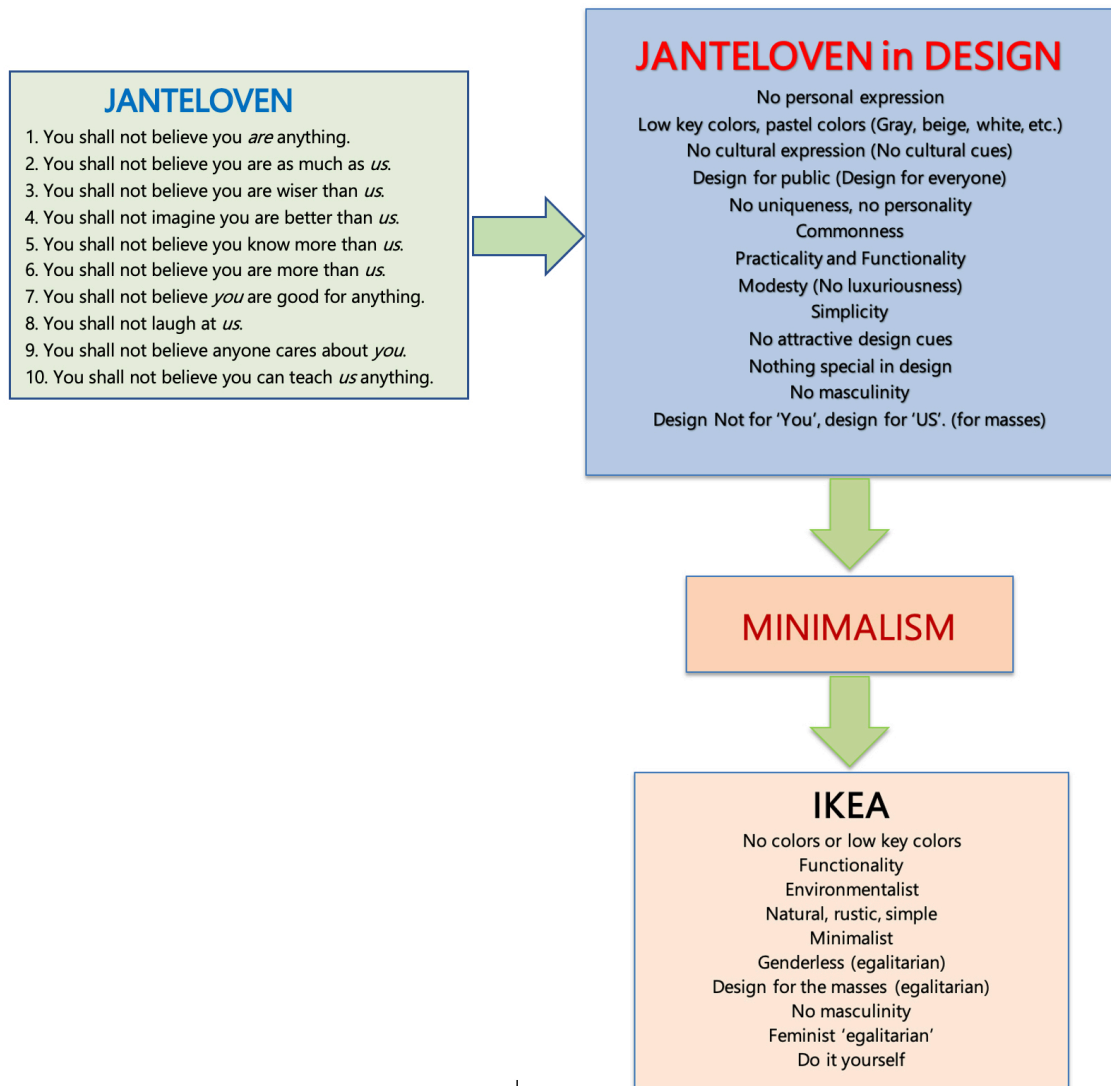 JANTELOVEN
1. You shall not believe you are anything.
2. You shall not believe you are as much as us.
3. You shall not believe you are wiser than us.
4. You shall not imagine you are better than us.
5. You shall not believe you know more than us.
6. You shall not believe you are more than us.
7. You shall not believe you are good for anything.
8. You shall not laugh at us.
9. You shall not believe anyone cares about you.
10. You shall not believe you can teach us anything.
JANTELOVEN in DESIGN
No personal expression
Low key colors, pastel colors (Gray, beige, white, etc.)
No cultural expression (No cultural cues)
Design for public (Design for everyone)
No uniqueness, no personality
Commonness
Practicality and Functionality
Modesty (No luxuriousness)
Simplicity
No attractive design cues
Nothing special in design
No masculinity
Design Not for ‘You’, design for ‘US’. (for masses)
MINIMALISM
IKEA
No colors or low key colors
Functionality
Environmentalist
Natural, rustic, simple
Minimalist
Genderless (egalitarian)
Design for the masses (egalitarian)
No masculinity
Feminist ‘egalitarian’
Do it yourself